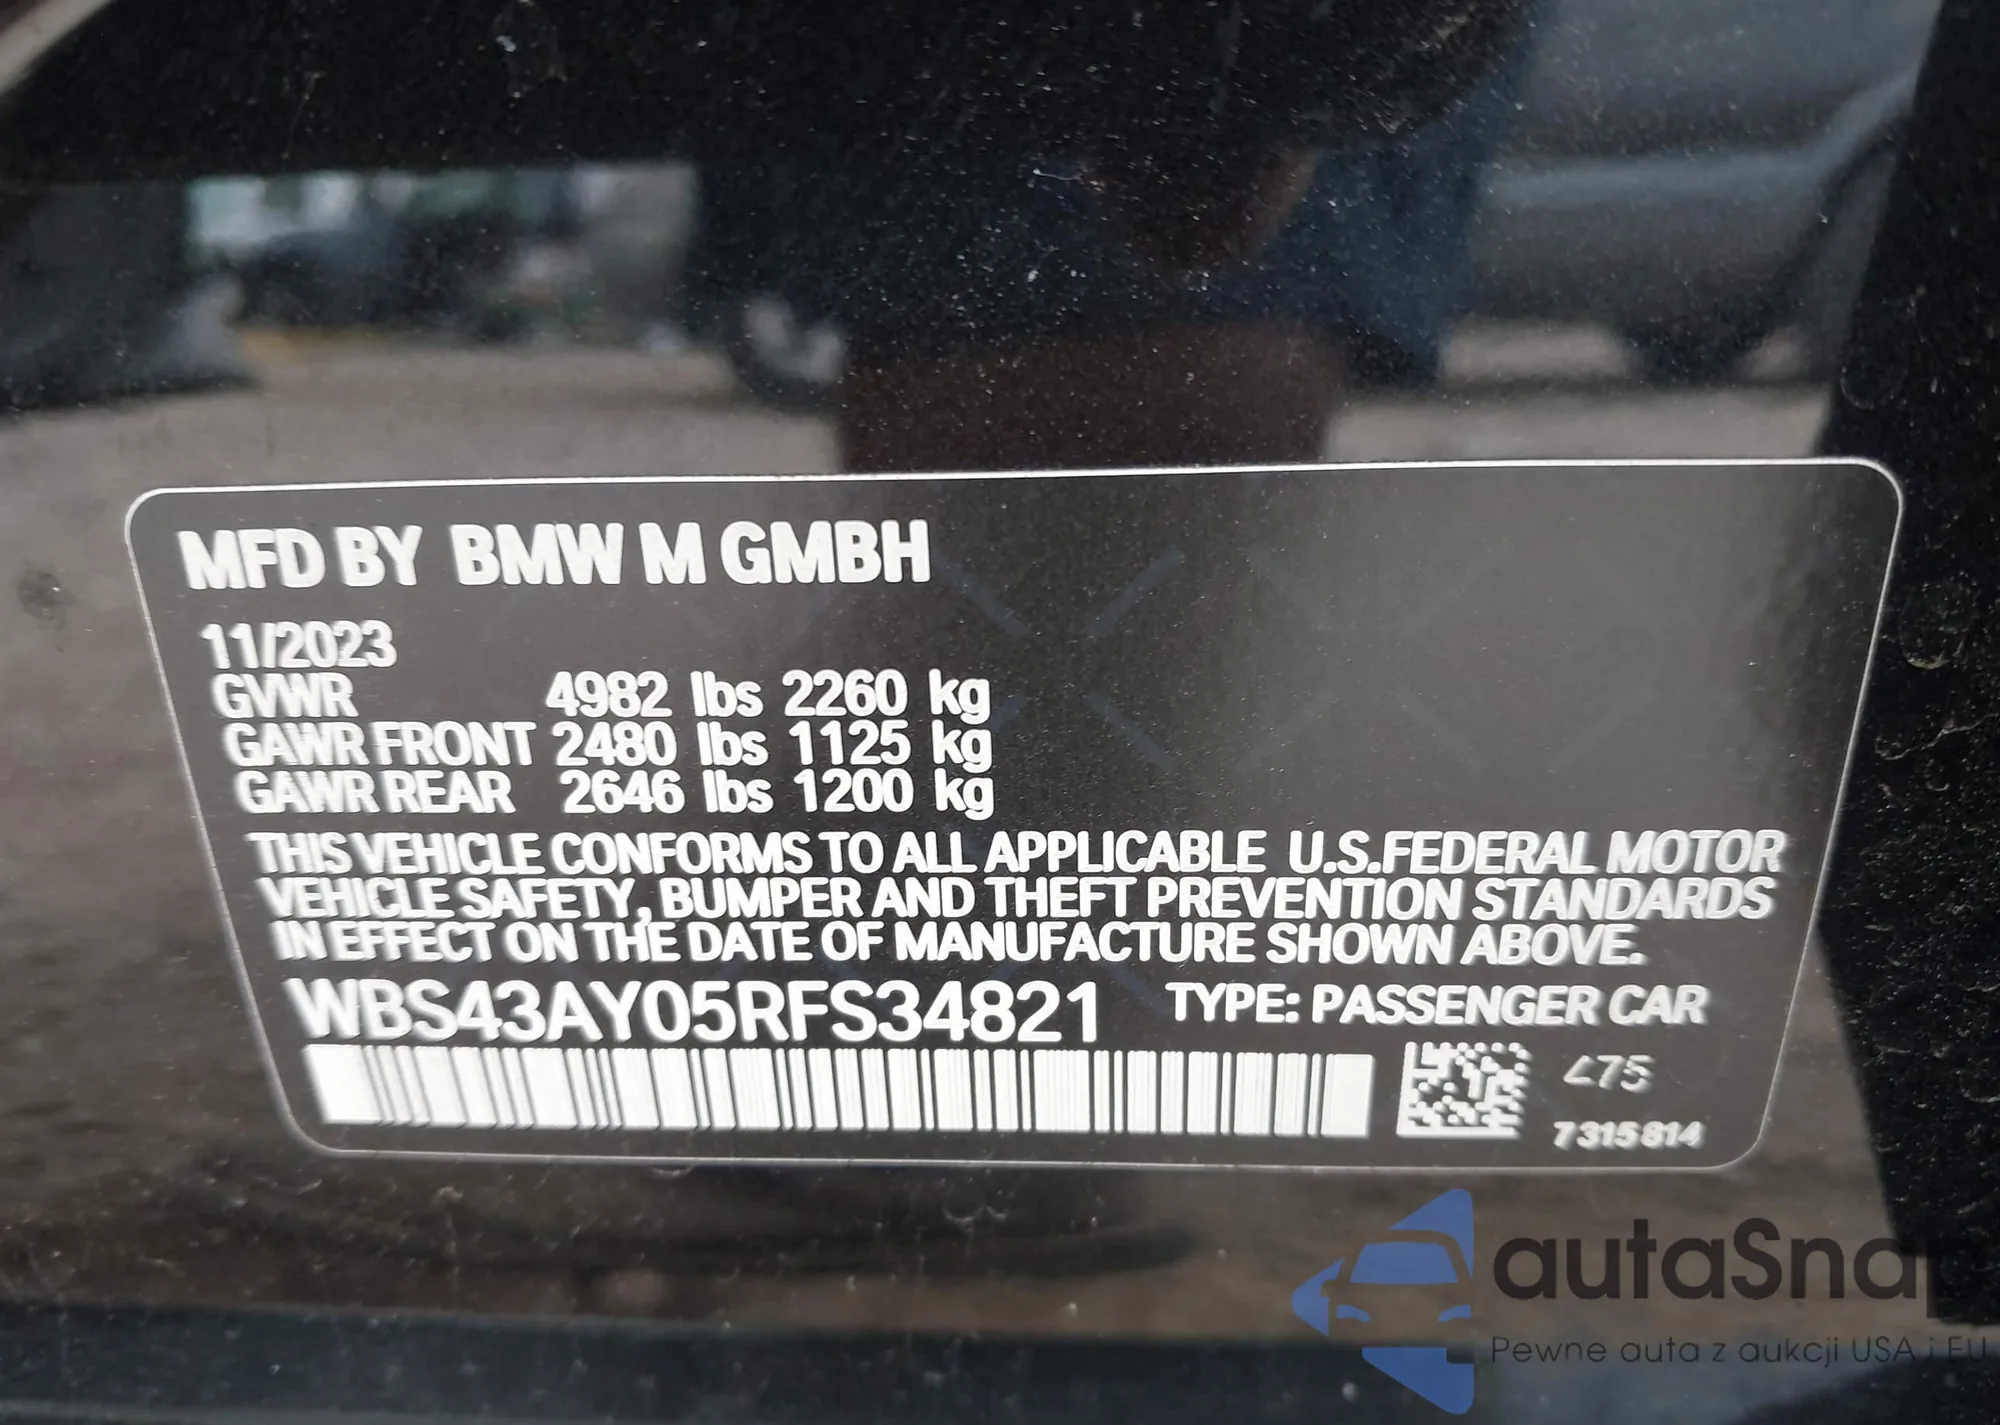 MFD BY BMW M GMBH
11/2023
GVWR 4982 lbs 2260 kg
GAWR FRONT 2480 lbs 1125 kg
GAWR REAR 2646 lbs 1200 kg
THIS VEHICLE CONFORMS TO ALL APPLICABLE U.S.FEDERAL MOTOR
VEHICLE SAFETY, BUMPER AND THEFT PREVENTION STANDARDS
IN EFFECT ON THE DATE OF MANUFACTURE SHOWN ABOVE.
WBS43AY05RFS34821 TYPE: PASSENGER CAR
475
7315814
autaSnap
Pewne auta z aukcji USA i EU